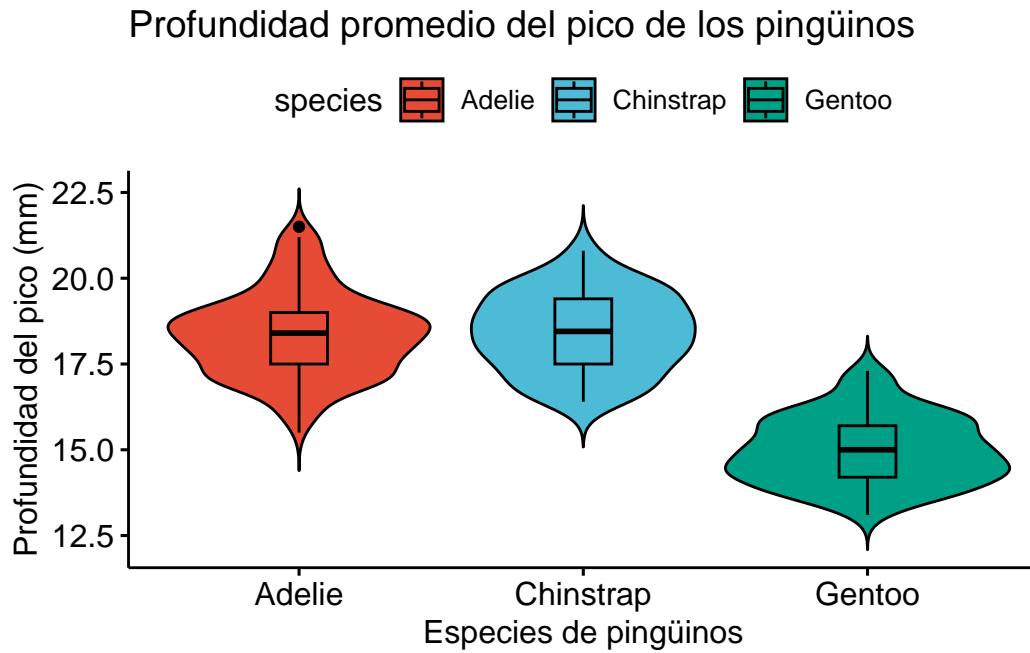 Profundidad promedio del pico de los pingüinos
species Adelie Chinstrap Gentoo
Profundidad del pico (mm)
22.5
20.0
17.5
15.0
12.5
Adelie Chinstrap Gentoo
Especies de pingüinos